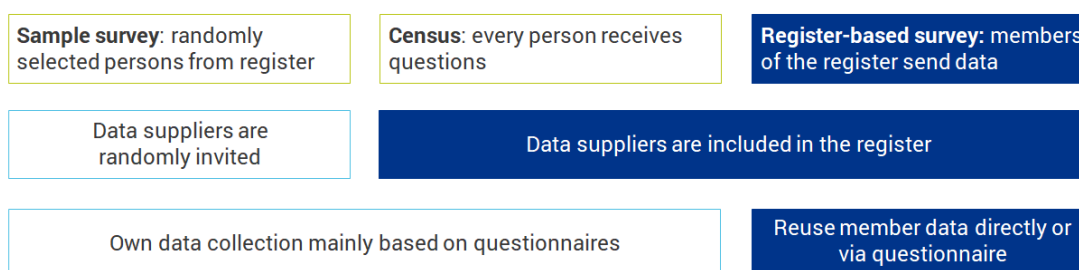 Sample survey: randomly
selected persons from register
Census: every person receives
questions
Register-based survey: members
of the register send data
Data suppliers are
randomly invited
Data suppliers are included in the register
Own data collection mainly based on questionnaires
Reuse member data directly or
via questionnaire